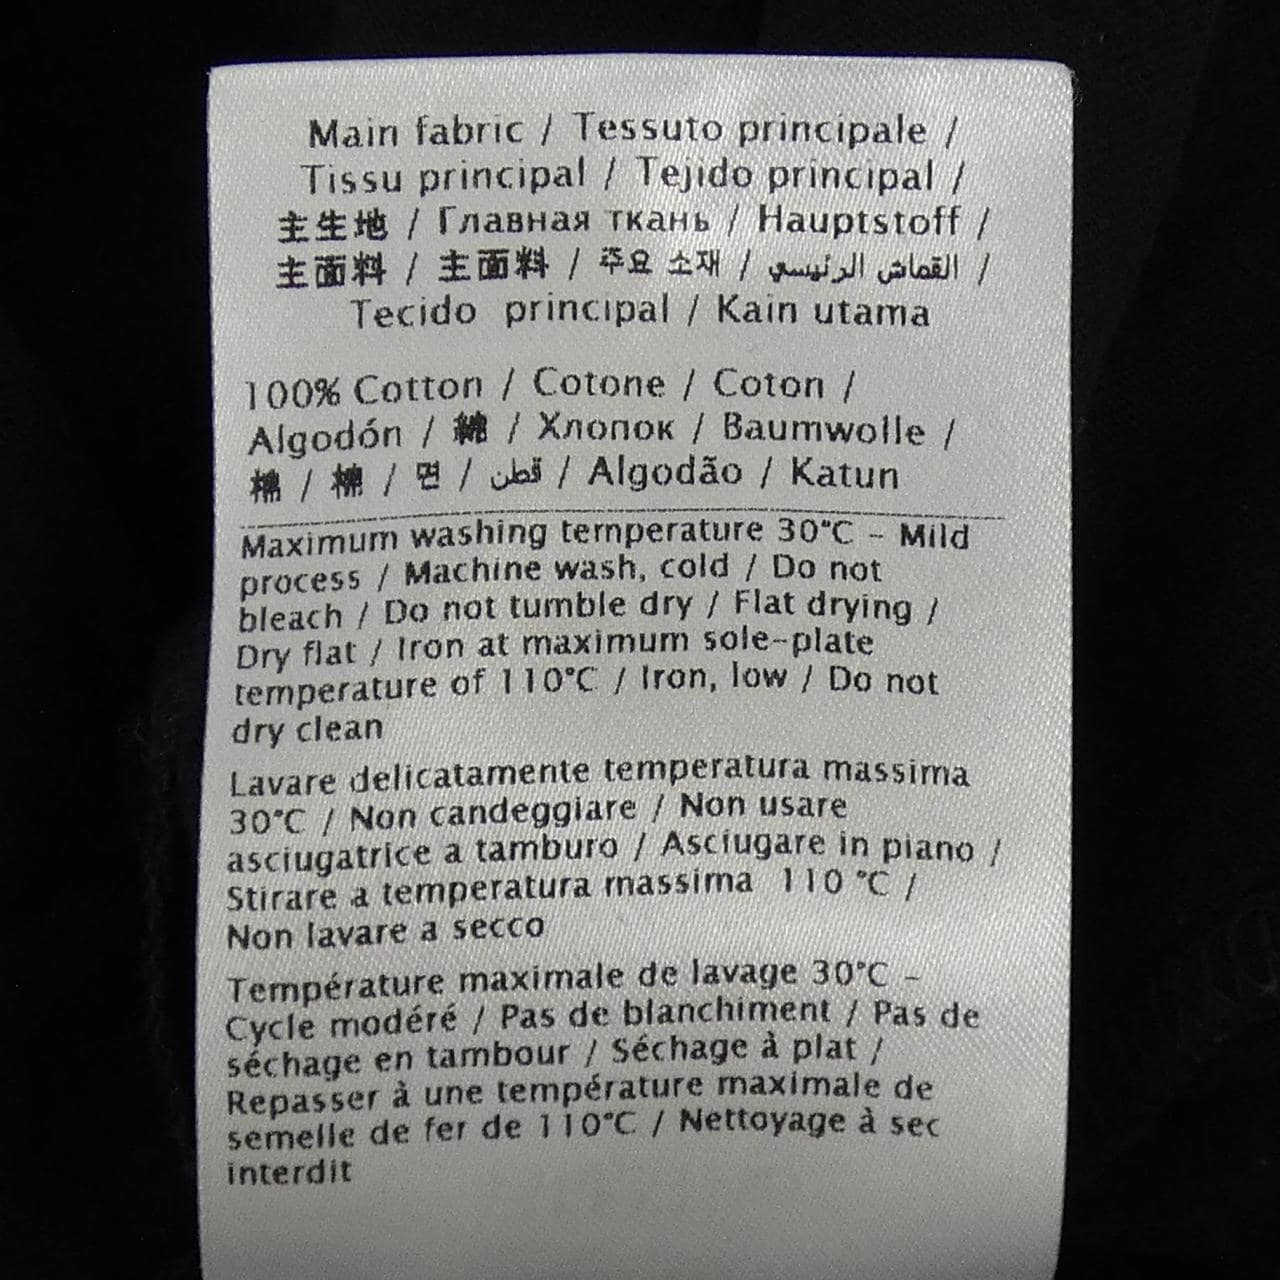 Main fabric / Tessuto principale /
Tissu principal / Tejido principal /
主生地 / Главная ткань / Hauptstoff /
主面料 / 主面料 / 주요 소재 / القماش الرئيسي /
Tecido principal / Kain utama
100% Cotton / Cotone / Coton /
Algodón / 綿 / Хлопок / Baumwolle /
棉 / 棉 / 면 / قطن / Algodão / Katun
Maximum washing temperature 30°C - Mild
process / Machine wash, cold / Do not
bleach / Do not tumble dry / Flat drying /
Dry flat / Iron at maximum sole-plate
temperature of 110°C / Iron, low / Do not
dry clean
Lavare delicatamente temperatura massima
30°C / Non candeggiare / Non usare
asciugatrice a tamburo / Asciugare in piano /
Stirare a temperatura massima 110 °C /
Non lavare a secco
Température maximale de lavage 30°C -
Cycle modéré / Pas de blanchiment / Pas de
séchage en tambour / Séchage à plat /
Repasser à une température maximale de
semelle de fer de 110°C / Nettoyage à sec
interdit